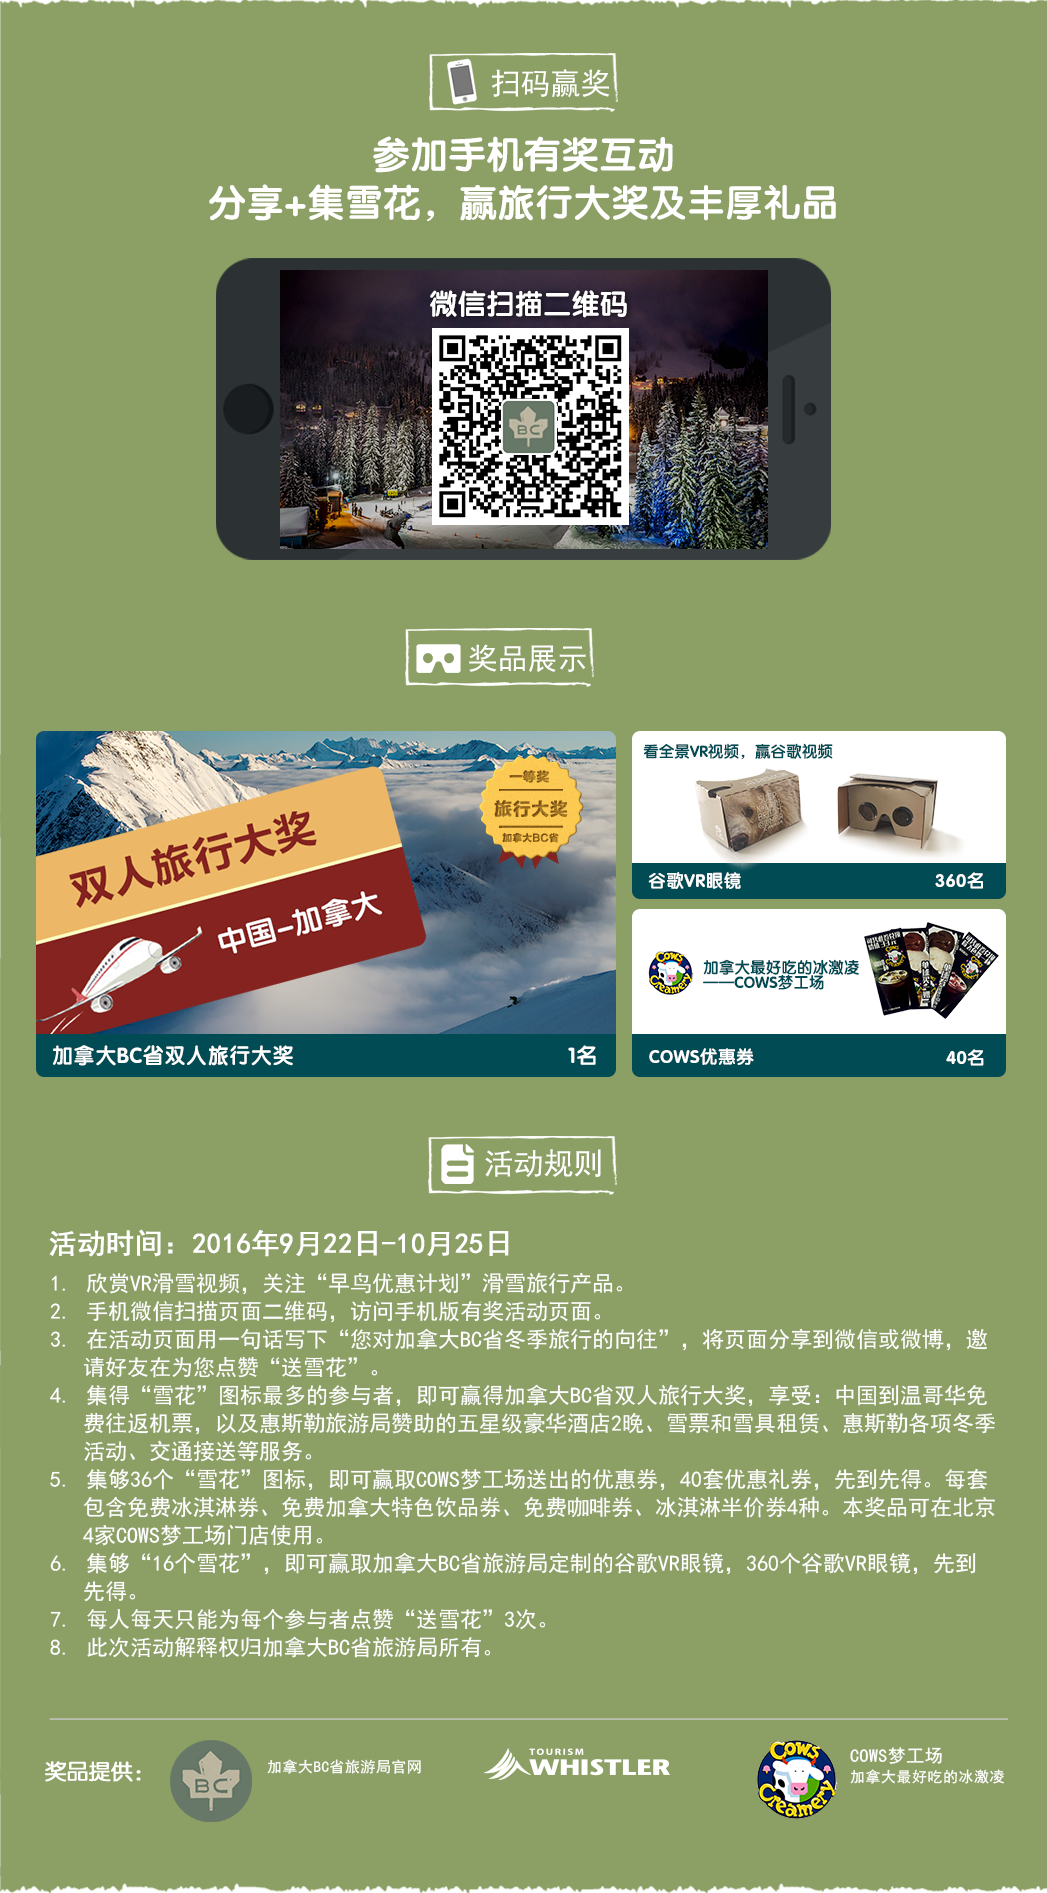 扫码赢奖
参加手机有奖互动
分享+集雪花，赢旅行大奖及丰厚礼品
微信扫描二维码
BC
奖品展示
一等奖
旅行大奖
加拿大BC省
双人旅行大奖
中国-加拿大
加拿大BC省双人旅行大奖 1名
看全景VR视频，赢谷歌视频
谷歌VR眼镜 360名
COWS
Creamery
加拿大最好吃的冰激凌
——COWS梦工场
COWS优惠券 40名
活动规则
活动时间：2016年9月22日-10月25日
1. 欣赏VR滑雪视频，关注“早鸟优惠计划”滑雪旅行产品。
2. 手机微信扫描页面二维码，访问手机版有奖活动页面。
3. 在活动页面用一句话写下“您对加拿大BC省冬季旅行的向往”，将页面分享到微信或微博，邀
请好友在为您点赞“送雪花”。
4. 集得“雪花”图标最多的参与者，即可赢得加拿大BC省双人旅行大奖，享受：中国到温哥华免
费往返机票，以及惠斯勒旅游局赞助的五星级豪华酒店2晚、雪票和雪具租赁、惠斯勒各项冬季
活动、交通接送等服务。
5. 集够36个“雪花”图标，即可赢取COWS梦工场送出的优惠券，40套优惠礼券，先到先得。每套
包含免费冰淇淋券、免费加拿大特色饮品券、免费咖啡券、冰淇淋半价券4种。本奖品可在北京
4家COWS梦工场门店使用。
6. 集够“16个雪花”，即可赢取加拿大BC省旅游局定制的谷歌VR眼镜，360个谷歌VR眼镜，先到
先得。
7. 每人每天只能为每个参与者点赞“送雪花”3次。
8. 此次活动解释权归加拿大BC省旅游局所有。
奖品提供：
BC
加拿大BC省旅游局官网
TOURISM
WHISTLER
COWS
Creamery
COWS梦工场
加拿大最好吃的冰激凌